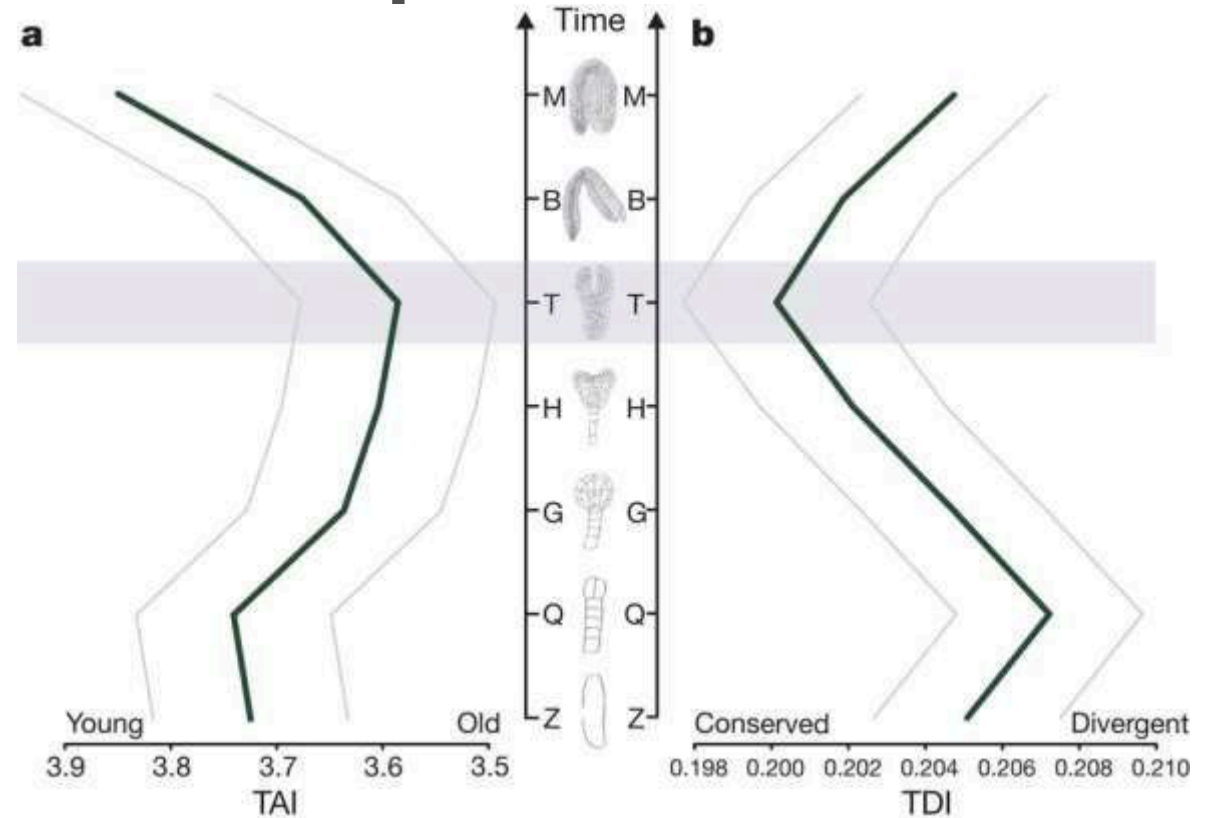 a
Time
b
M
M
B
B
T
T
H
H
G
G
Q
Q
Z
Z
Young
Old
Conserved
Divergent
3.9 3.8 3.7 3.6 3.5
0.198 0.200 0.202 0.204 0.206 0.208 0.210
TAI
TDI